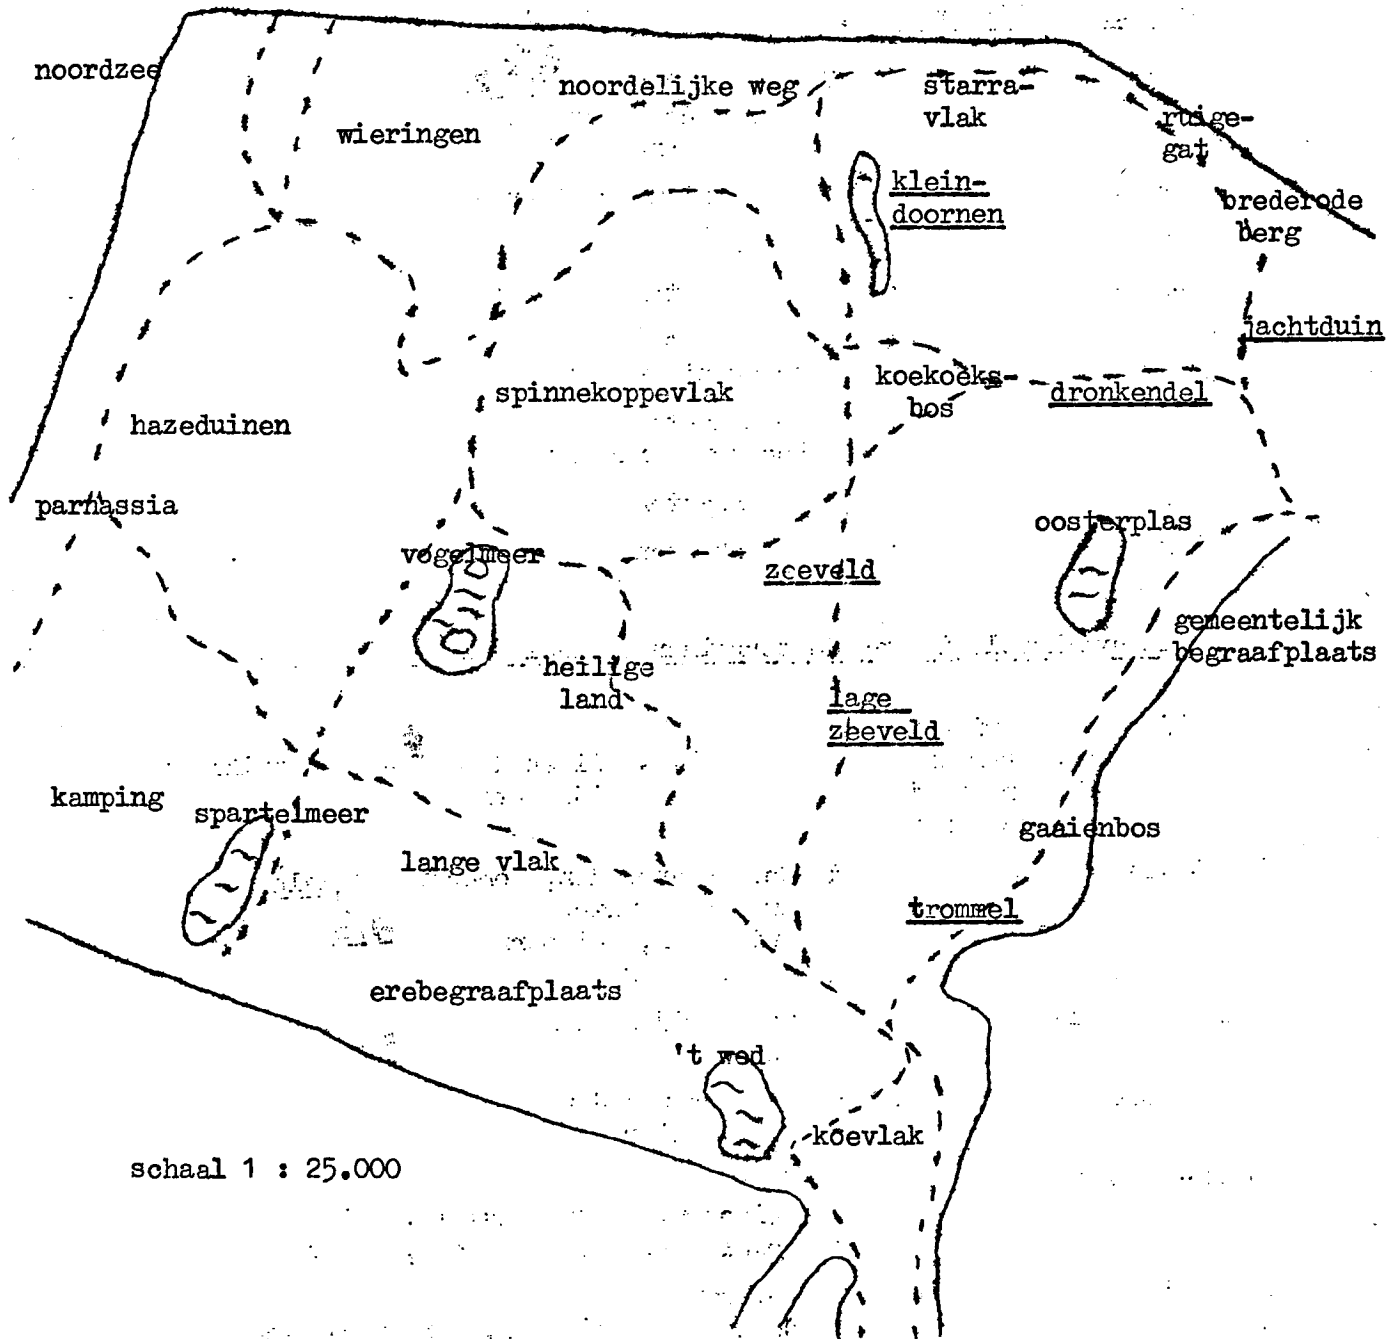 noordzee
noordelijke weg
starra-
vlak
wieringen
ruige-
gat
klein-
doornen
brederode
berg
jachtduin
spinnekoppevlak
koekoeks-
bos
dronkendel
hazeduinen
parnassia
oosterplas
vogelmeer
zeeveld
gemeentelijk
begraafplaats
heilige
land
lage
zeeveld
kamping
spartelmeer
gaaienbos
lange vlak
trommel
erebegraafplaats
't wed
koevlak
schaal 1 : 25.000